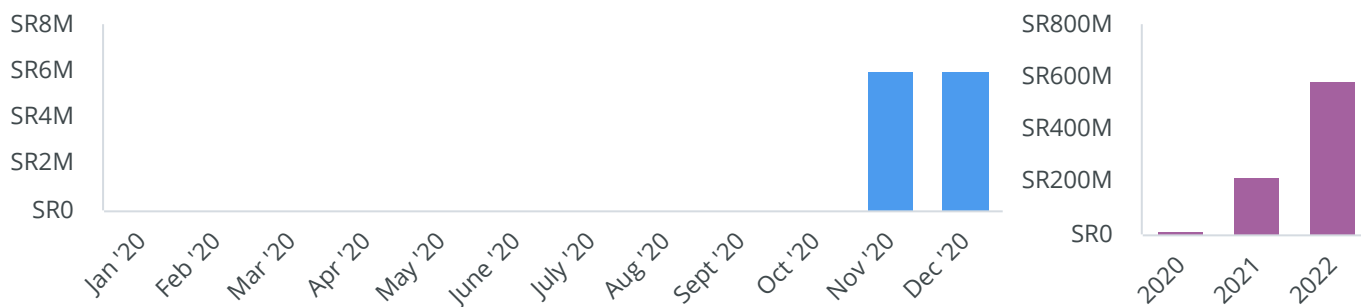 SR8M
SR6M
SR4M
SR2M
SR0
Jan '20
Feb '20
Mar '20
Apr '20
May '20
June '20
July '20
Aug '20
Sept '20
Oct '20
Nov '20
Dec '20
SR800M
SR600M
SR400M
SR200M
SR0
2020
2021
2022